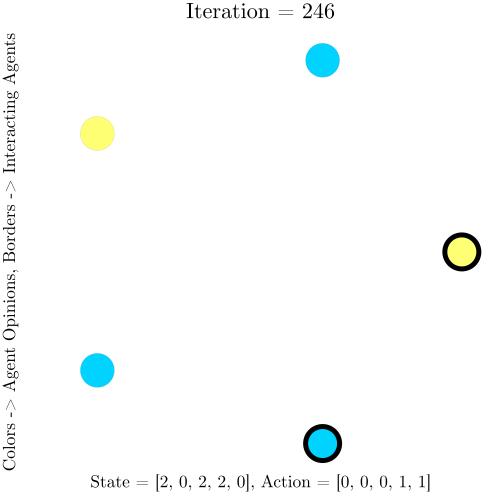 Iteration = 246
Colors -> Agent Opinions, Borders -> Interacting Agents
State = [2, 0, 2, 2, 0], Action = [0, 0, 0, 1, 1]